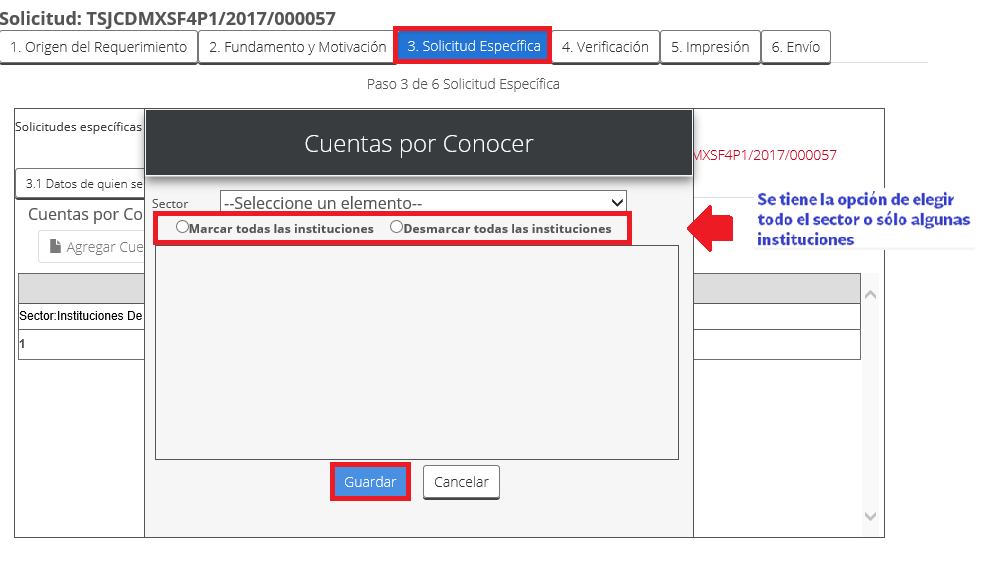 Solicitud: TSJCDMXSF4P1/2017/000057
1. Origen del Requerimiento
2. Fundamento y Motivación
3. Solicitud Específica
4. Verificación
5. Impresión
6. Envío
Paso 3 de 6 Solicitud Específica
Solicitudes específicas
MXSF4P1/2017/000057
3.1 Datos de quien se
Cuentas por Co
Agregar Cue
Sector:Instituciones De
1
Cuentas por Conocer
Sector
--Seleccione un elemento--
Marcar todas las instituciones
Desmarcar todas las instituciones
Guardar
Cancelar
Se tiene la opción de elegir
todo el sector o sólo algunas
instituciones